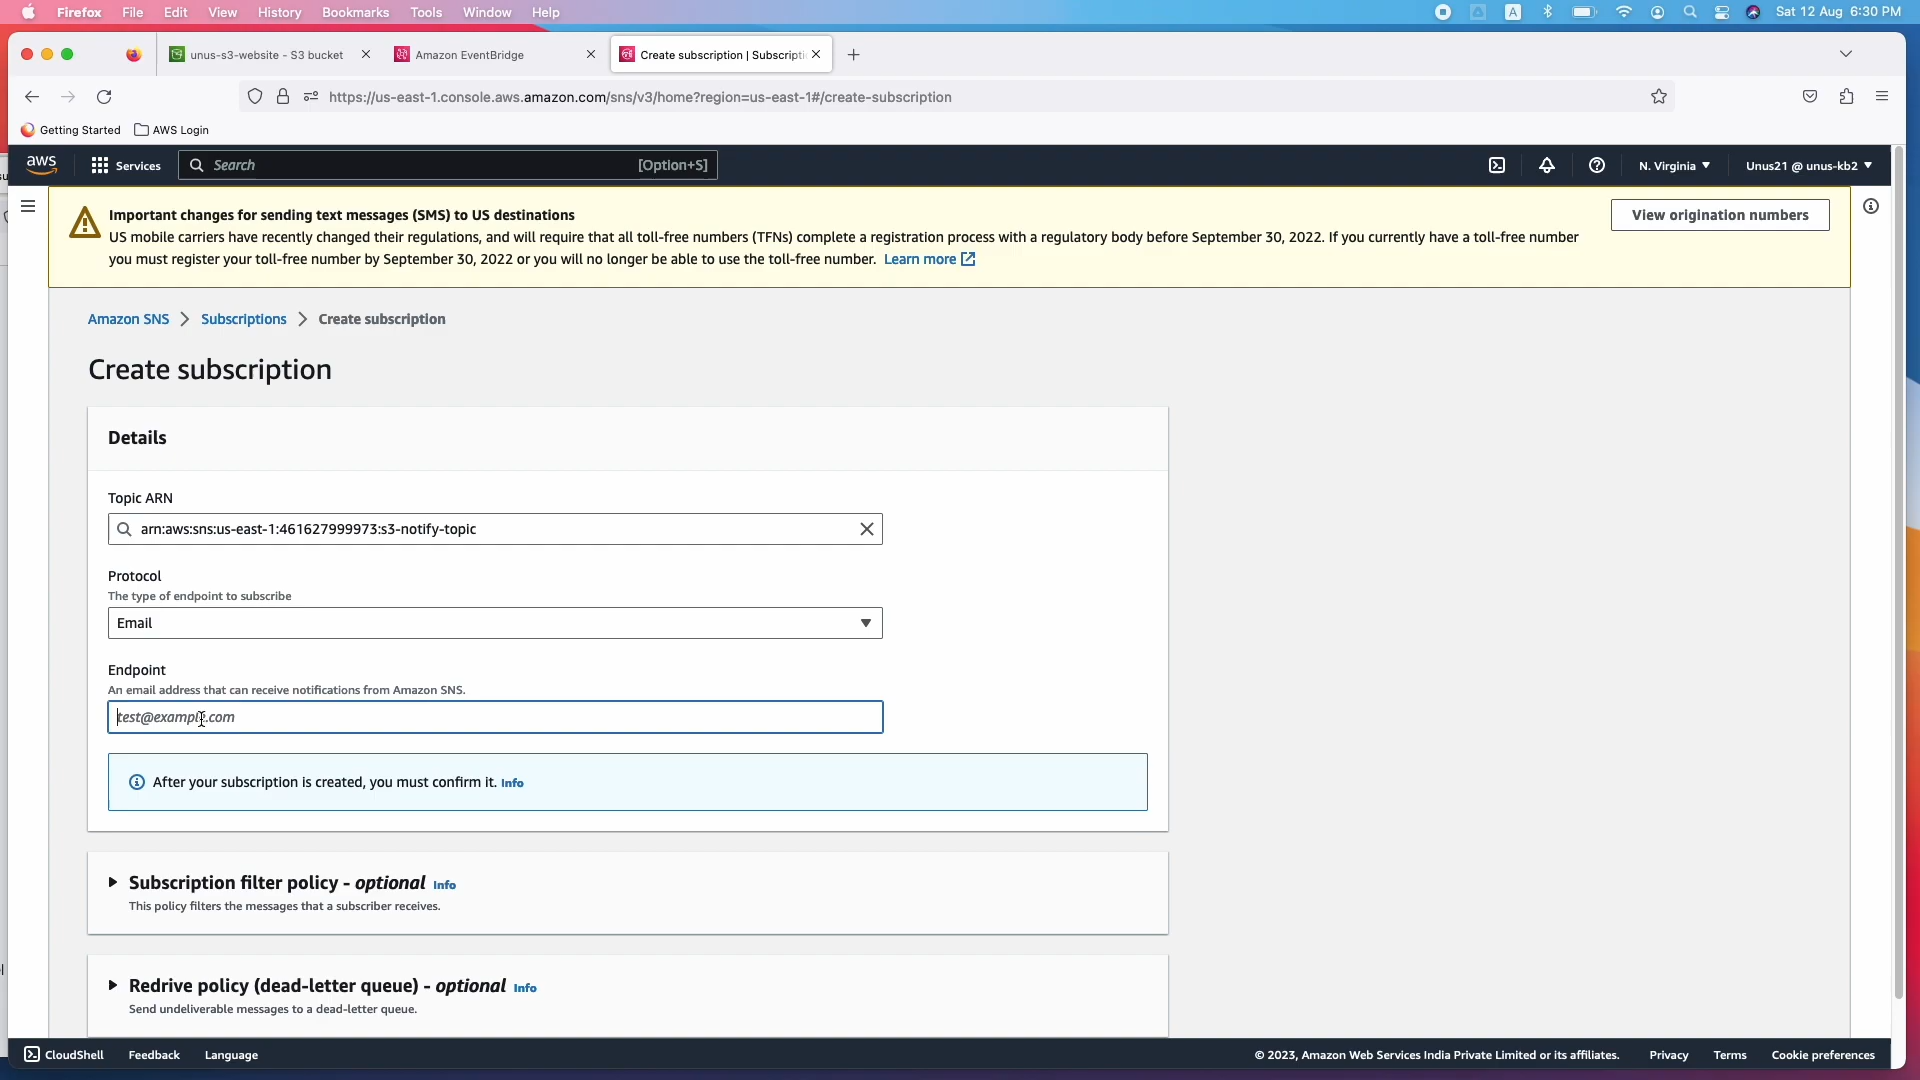 Firefox File Edit View History Bookmarks Tools Window Help
A
Sat 12 Aug 6:30 PM
unus-s3-website - S3 bucket
Amazon EventBridge
Create subscription | Subscripti
https://us-east-1.console.aws.amazon.com/sns/v3/home?region=us-east-1#/create-subscription
Getting Started
AWS Login
aws
Services
Search
[Option+S]
N. Virginia
Unus21 @ unus-kb2
Important changes for sending text messages (SMS) to US destinations
View origination numbers
US mobile carriers have recently changed their regulations, and will require that all toll-free numbers (TFNs) complete a registration process with a regulatory body before September 30, 2022. If you currently have a toll-free number
you must register your toll-free number by September 30, 2022 or you will no longer be able to use the toll-free number. Learn more
Amazon SNS
Subscriptions
Create subscription
Create subscription
Details
Topic ARN
arn:aws:sns:us-east-1:461627999973:s3-notify-topic
Protocol
The type of endpoint to subscribe
Email
Endpoint
An email address that can receive notifications from Amazon SNS.
test@example.com
After your subscription is created, you must confirm it. Info
Subscription filter policy - optional Info
This policy filters the messages that a subscriber receives.
Redrive policy (dead-letter queue) - optional Info
Send undeliverable messages to a dead-letter queue.
CloudShell
Feedback
Language
© 2023, Amazon Web Services India Private Limited or its affiliates.
Privacy
Terms
Cookie preferences